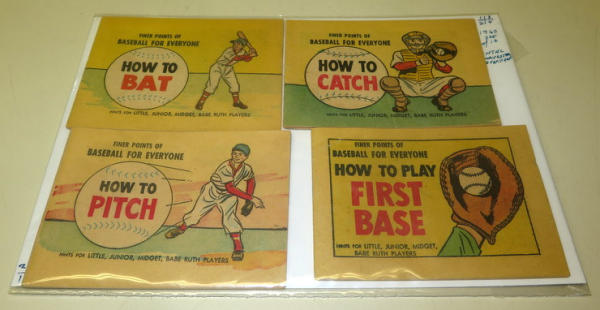 FINER POINTS OF
BASEBALL FOR EVERYONE
HOW TO
BAT
HINTS FOR LITTLE, JUNIOR, MIDGET, BABE RUTH PLAYERS
FINER POINTS OF
BASEBALL FOR EVERYONE
HOW TO
CATCH
HINTS FOR LITTLE, JUNIOR, MIDGET, BABE RUTH PLAYERS
FINER POINTS OF
BASEBALL FOR EVERYONE
HOW TO
PITCH
HINTS FOR LITTLE, JUNIOR, MIDGET, BABE RUTH PLAYERS
FINER POINTS OF
BASEBALL FOR EVERYONE
HOW TO PLAY
FIRST
BASE
HINTS FOR LITTLE, JUNIOR, MIDGET,
BABE RUTH PLAYERS
1960